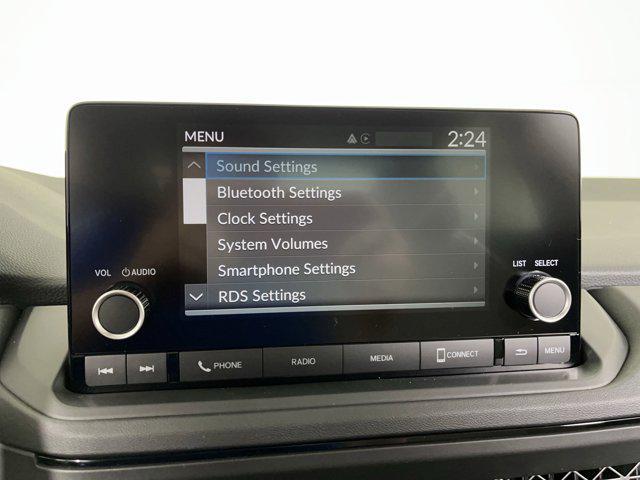 MENU 2:24
Sound Settings
Bluetooth Settings
Clock Settings
System Volumes
Smartphone Settings
RDS Settings
VOL AUDIO
LIST SELECT
PHONE RADIO MEDIA CONNECT MENU